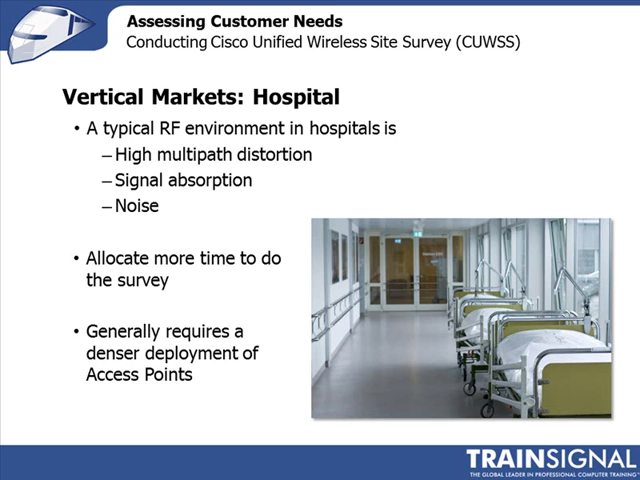 Assessing Customer Needs
Conducting Cisco Unified Wireless Site Survey (CUWSS)
Vertical Markets: Hospital
• A typical RF environment in hospitals is
– High multipath distortion
– Signal absorption
– Noise
• Allocate more time to do
the survey
• Generally requires a
denser deployment of
Access Points
TRAINSIGNAL
THE GLOBAL LEADER IN PROFESSIONAL COMPUTER TRAINING